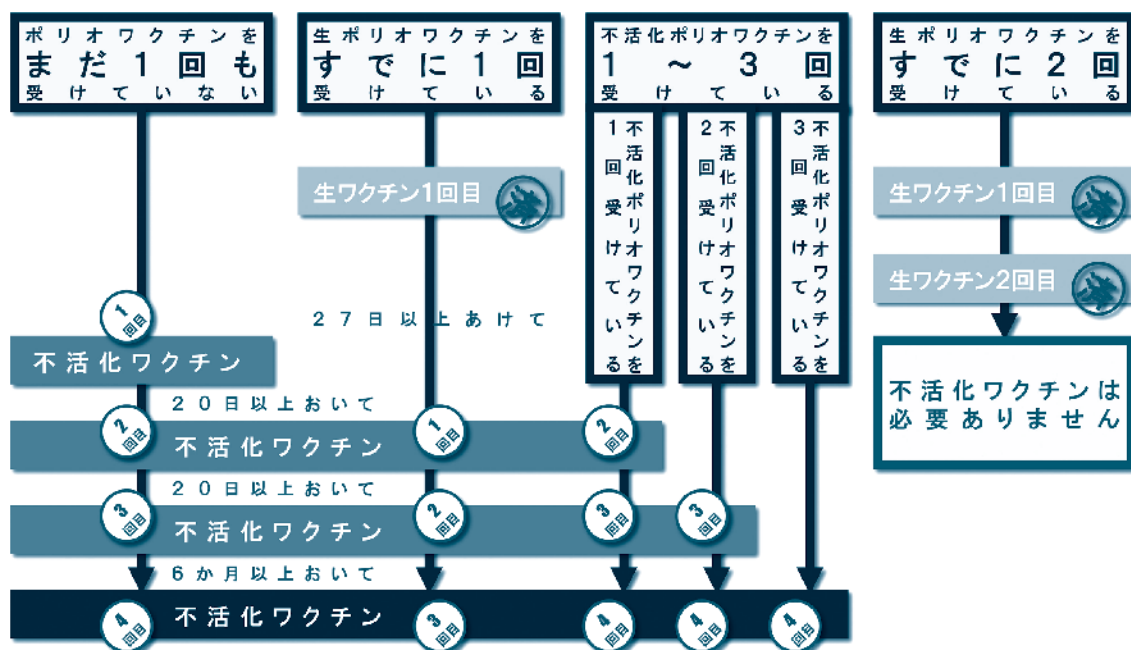 ポリオワクチンを
まだ1回も
受けていない
生ポリオワクチンを
すでに1回
受けている
不活化ポリオワクチンを
1～3回
受けている
生ポリオワクチンを
すでに2回
受けている
不活化ポリオワクチンを
1回受けている
不活化ポリオワクチンを
2回受けている
不活化ポリオワクチンを
3回受けている
生ワクチン1回目
生ワクチン1回目
生ワクチン2回目
不活化ワクチンは
必要ありません
27日以上あけて
1回目
不活化ワクチン
20日以上おいて
2回目
不活化ワクチン
1回目
2回目
20日以上おいて
3回目
不活化ワクチン
2回目
3回目
3回目
6か月以上おいて
4回目
不活化ワクチン
3回目
4回目
4回目
4回目